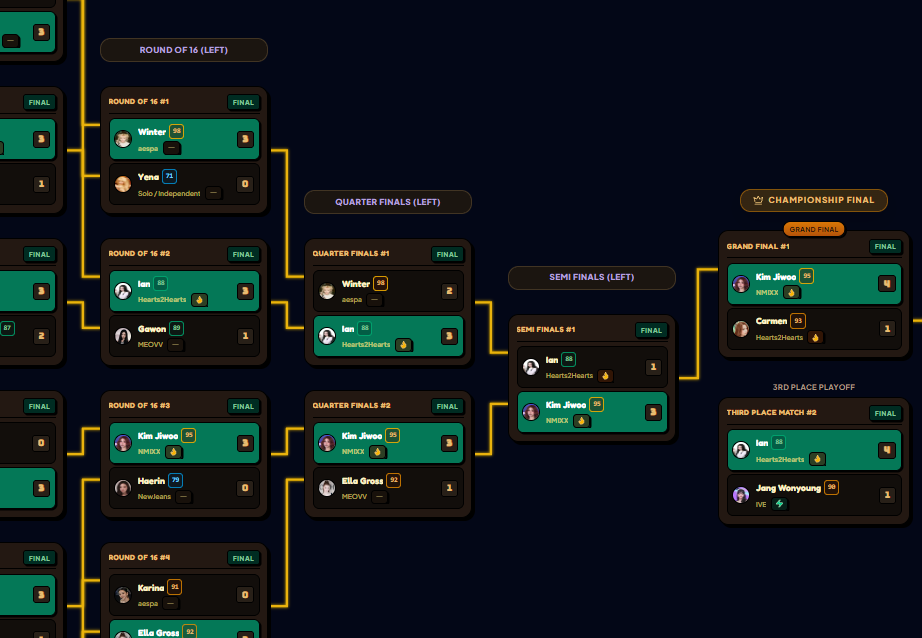 3
—
3
1
3
87
2
0
3
FINAL
FINAL
FINAL
FINAL
3
ROUND OF 16 (LEFT)
ROUND OF 16 #1
FINAL
Winter 98
aespa —
3
Yena 71
Solo / Independent —
0
ROUND OF 16 #2
FINAL
Ian 88
Hearts2Hearts
3
Gawon 89
MEOVV —
1
ROUND OF 16 #3
FINAL
Kim Jiwoo 95
NMIXX
3
Haerin 79
NewJeans —
0
ROUND OF 16 #4
FINAL
Karina 91
aespa —
0
Ella Gross 92
QUARTER FINALS (LEFT)
QUARTER FINALS #1
FINAL
Winter 98
aespa —
2
Ian 88
Hearts2Hearts
3
QUARTER FINALS #2
FINAL
Kim Jiwoo 95
NMIXX
3
Ella Gross 92
MEOVV —
1
SEMI FINALS (LEFT)
SEMI FINALS #1
FINAL
Ian 88
Hearts2Hearts
1
Kim Jiwoo 95
NMIXX
3
CHAMPIONSHIP FINAL
GRAND FINAL
GRAND FINAL #1
FINAL
Kim Jiwoo 95
NMIXX
4
Carmen 93
Hearts2Hearts
1
3RD PLACE PLAYOFF
THIRD PLACE MATCH #2
FINAL
Ian 88
Hearts2Hearts
4
Jang Wonyoung 90
IVE
1